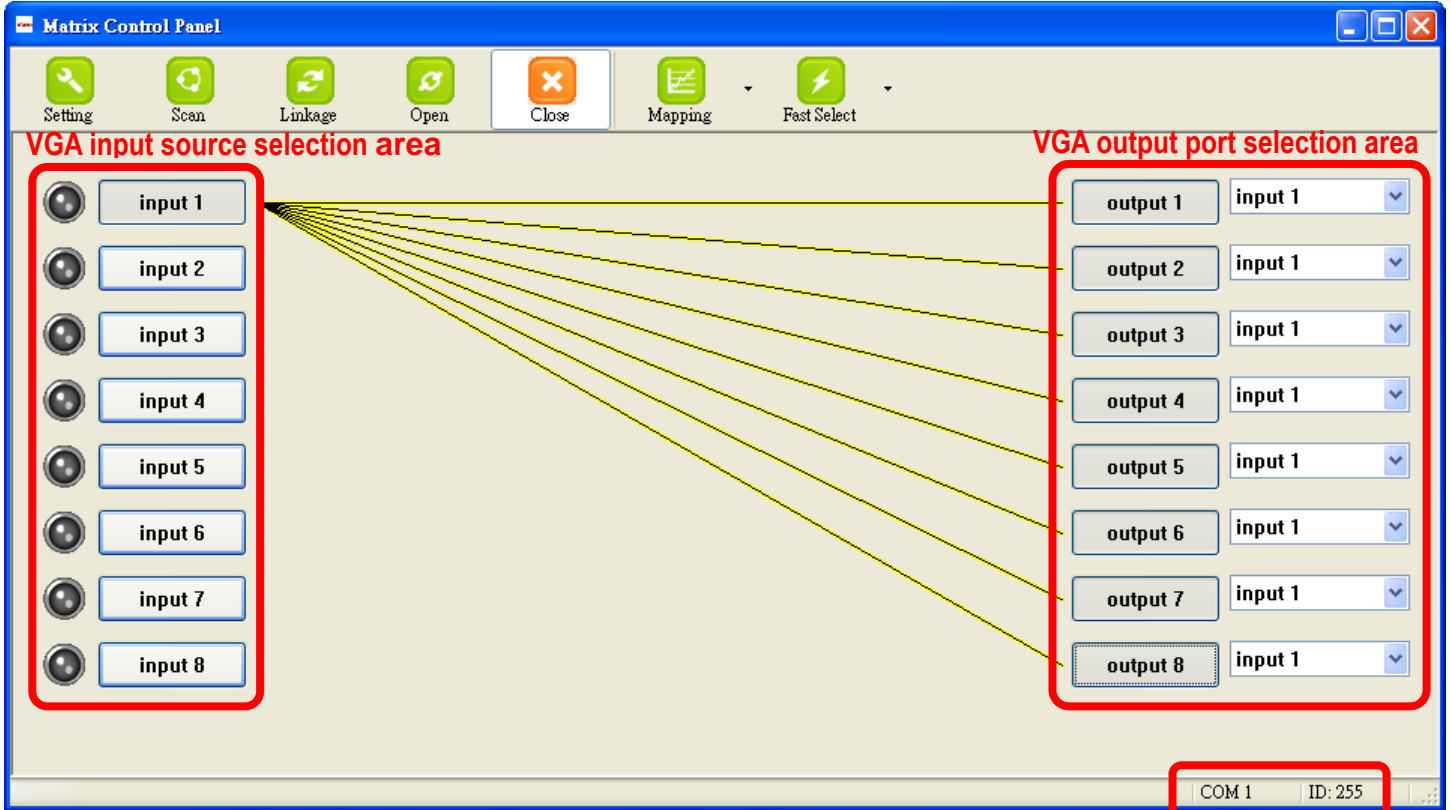 Matrix Control Panel
Setting Scan Linkage Open Close Mapping Fast Select
VGA input source selection area
VGA output port selection area
input 1 output 1 input 1
input 2 output 2 input 1
input 3 output 3 input 1
input 4 output 4 input 1
input 5 output 5 input 1
input 6 output 6 input 1
input 7 output 7 input 1
input 8 output 8 input 1
COM 1 ID: 255